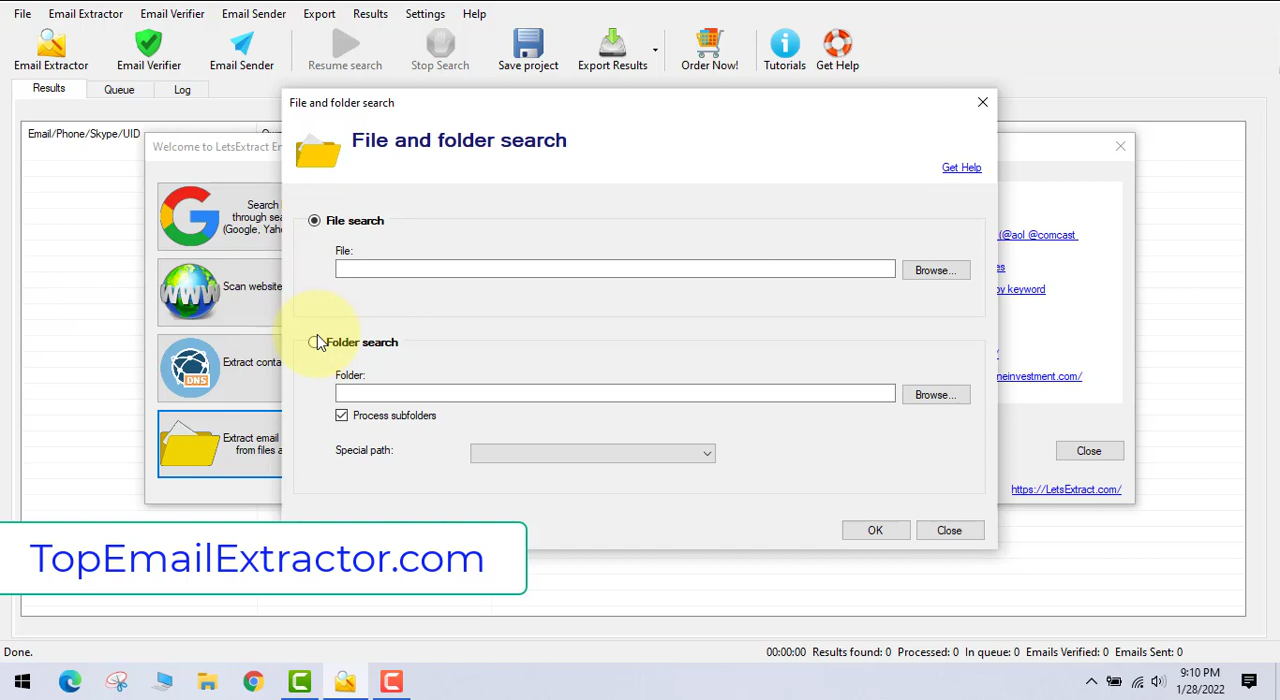 File Email Extractor Email Verifier Email Sender Export Results Settings Help
Email Extractor Email Verifier Email Sender Resume search Stop Search Save project Export Results Order Now! Tutorials Get Help
Results Queue Log
File and folder search
Email/Phone/Skype/UID
Welcome to LetsExtract
File and folder search
Get Help
Search
through
(Google,
File search
File:
Browse...
(@aol @comcast
Scan website
by keyword
Folder search
Extract
Folder:
Browse...
meinvestment.com/
Process subfolders
Extract email
from files
Special path:
Close
https://LetsExtract.com/
OK Close
TopEmailExtractor.com
Done. 00:00:00 Results found: 0 Processed: 0 In queue: 0 Emails Verified: 0 Emails Sent: 0
WWW
DNS
9:10 PM
1/28/2022